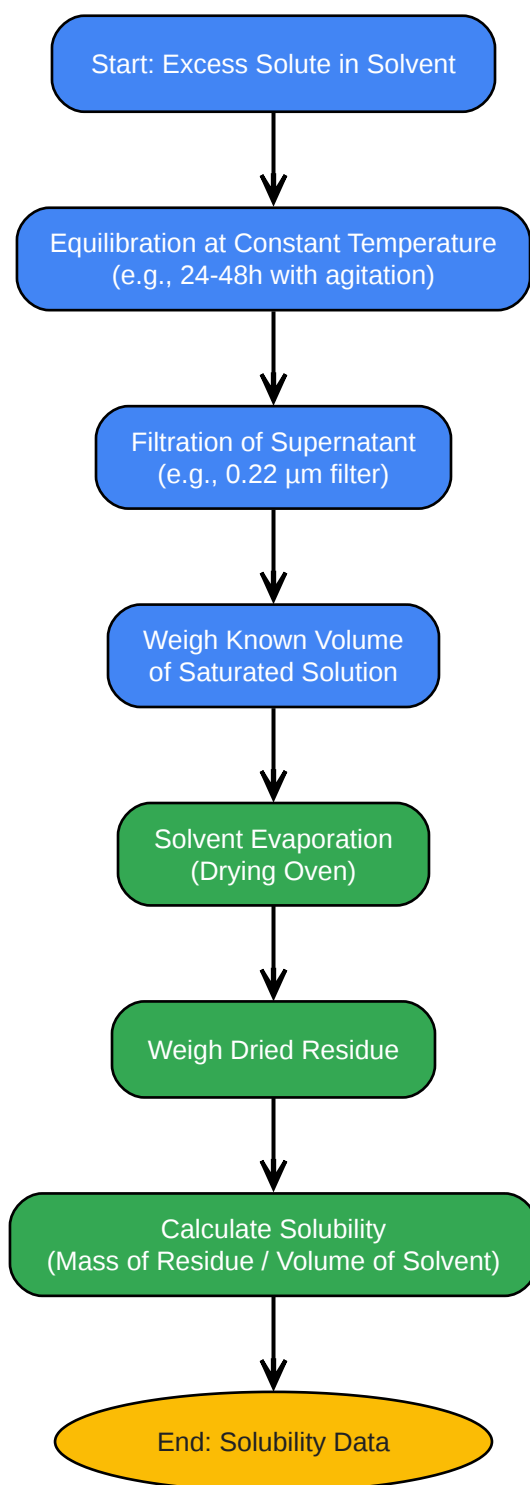 Start: Excess Solute in Solvent
Equilibration at Constant Temperature
(e.g., 24-48h with agitation)
Filtration of Supernatant
(e.g., 0.22 µm filter)
Weigh Known Volume
of Saturated Solution
Solvent Evaporation
(Drying Oven)
Weigh Dried Residue
Calculate Solubility
(Mass of Residue / Volume of Solvent)
End: Solubility Data